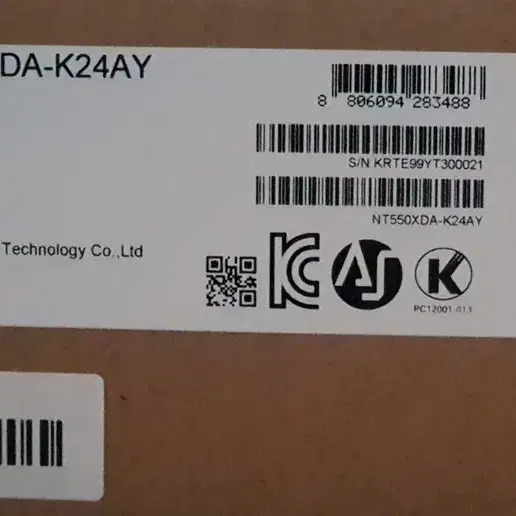 DA-K24AY
8 806094 283488
S/N KRTE99YT300021
NT550XDA-K24AY
Technology Co.,Ltd
PC12001-013